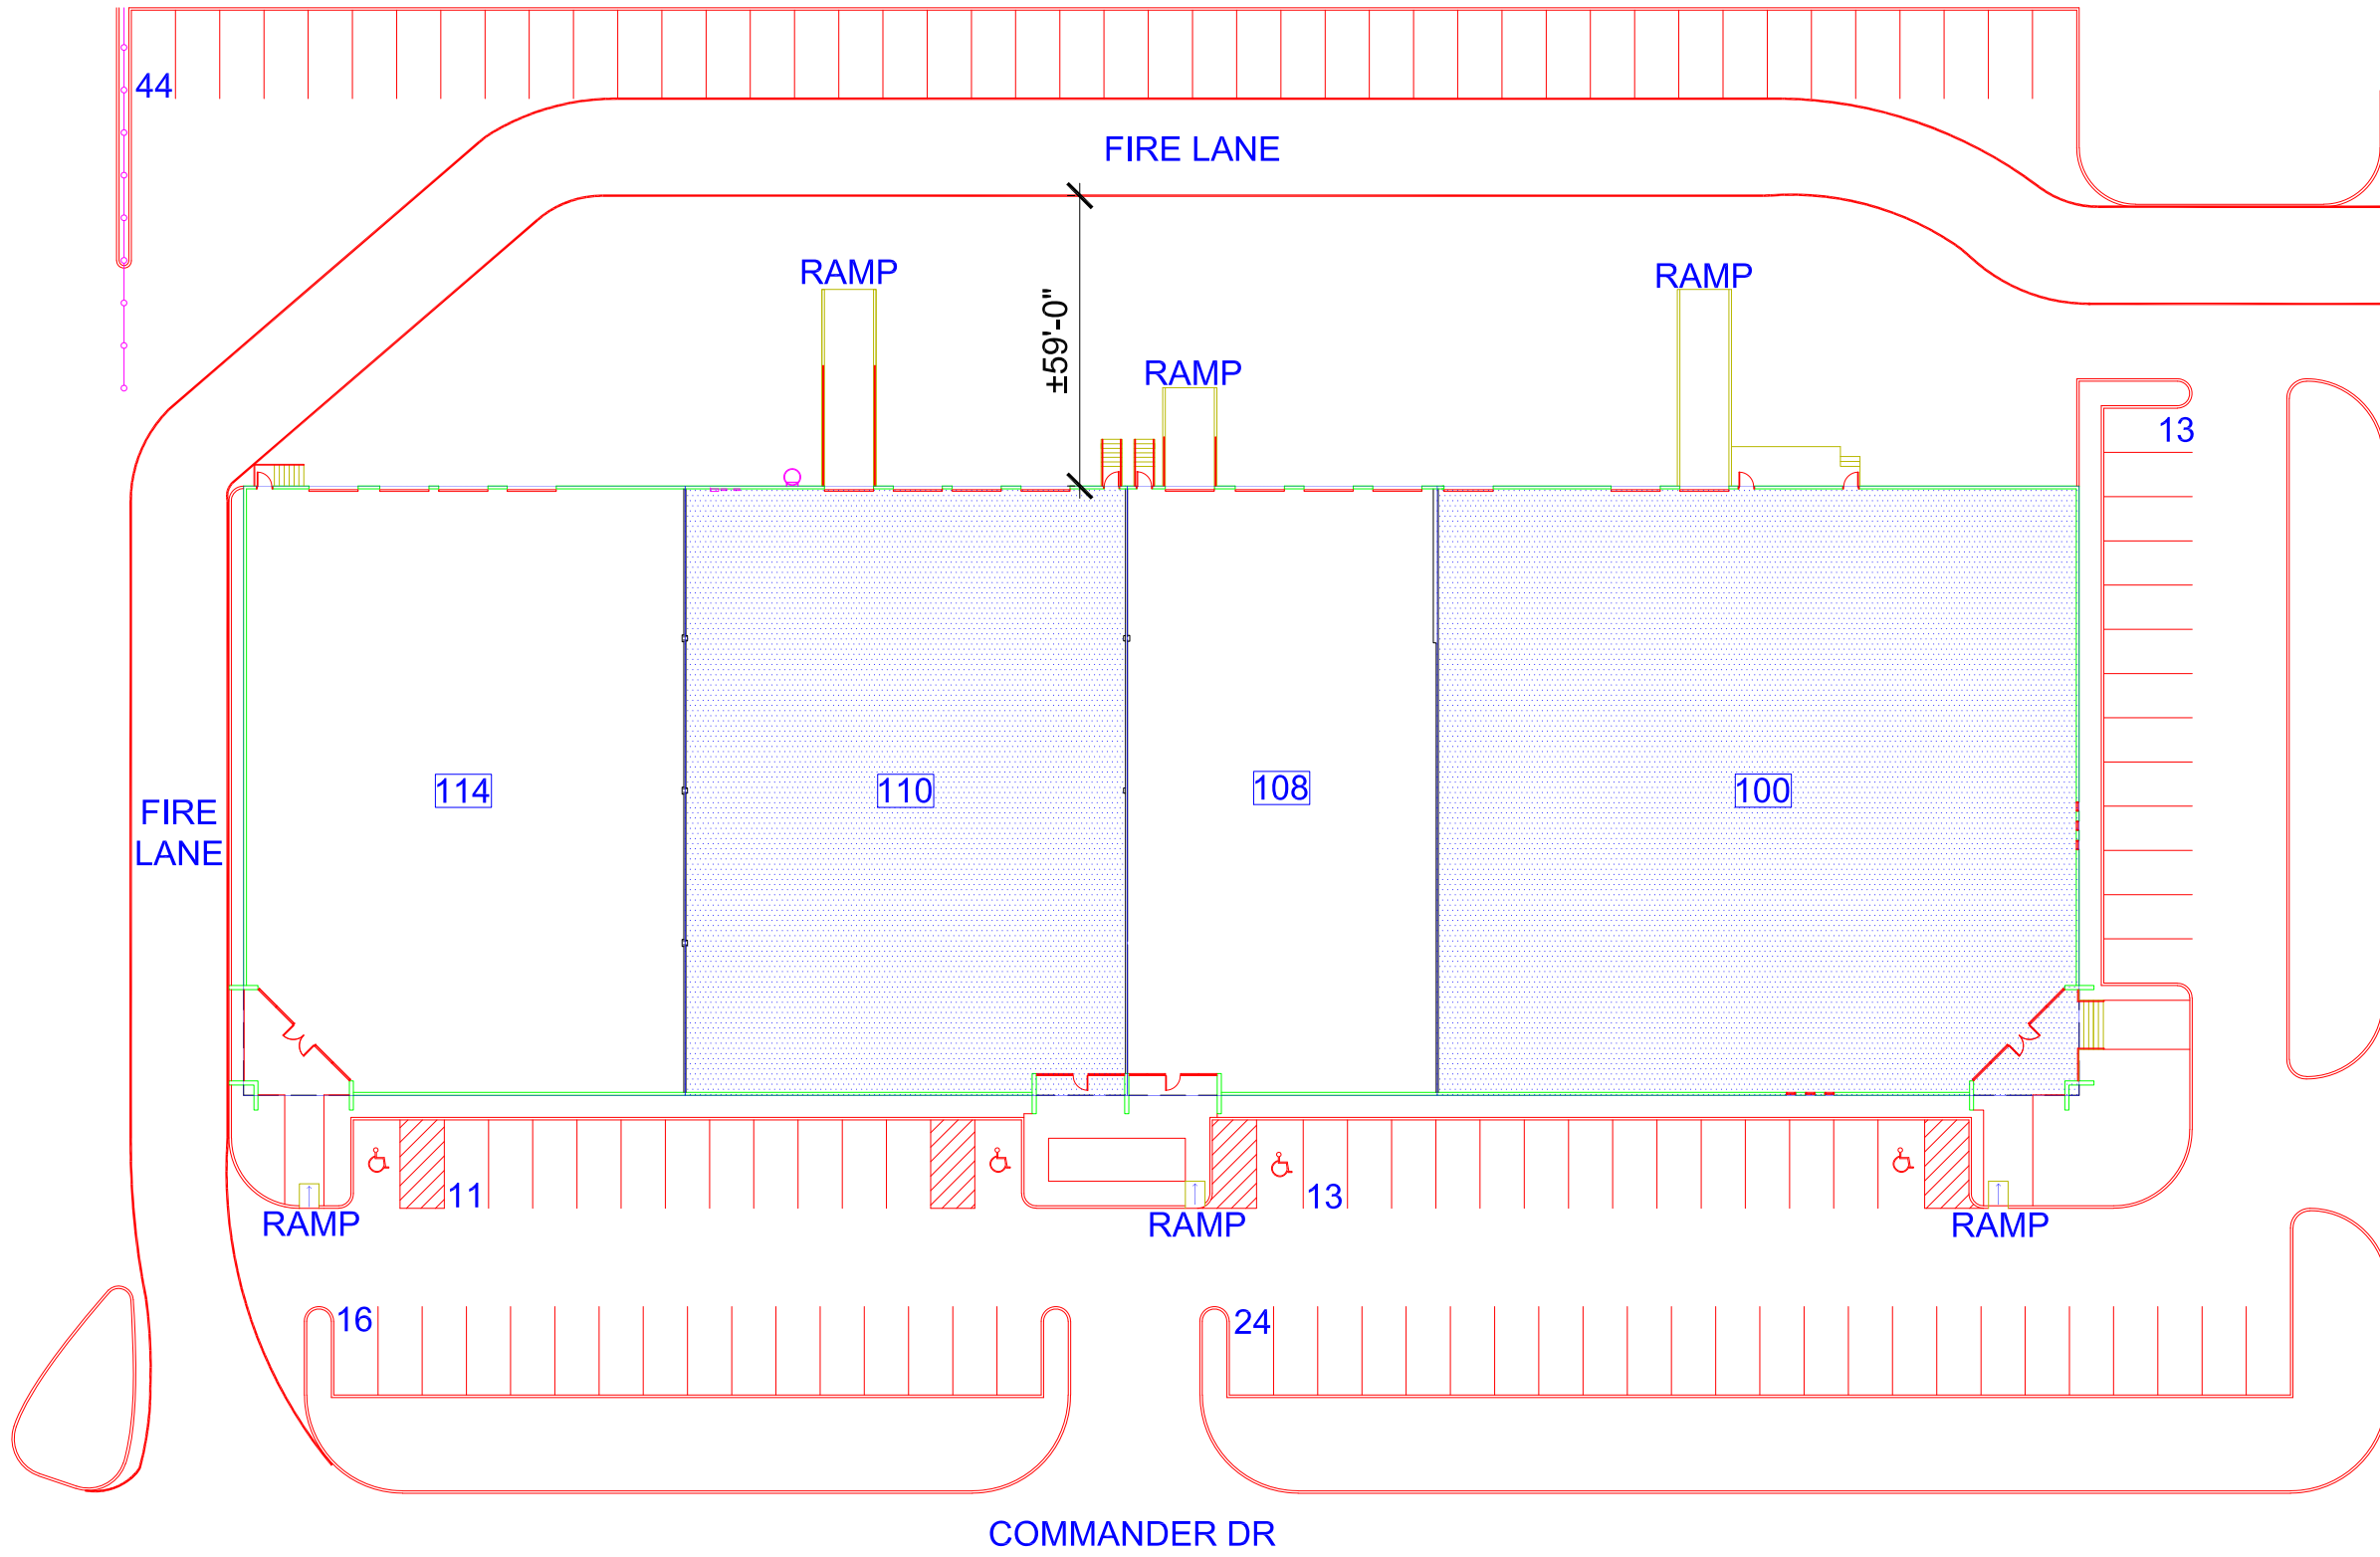 44
FIRE LANE
RAMP
RAMP
±59'-0"
RAMP
13
114
110
108
100
FIRE
LANE
11
13
RAMP
RAMP
RAMP
16
24
COMMANDER DR